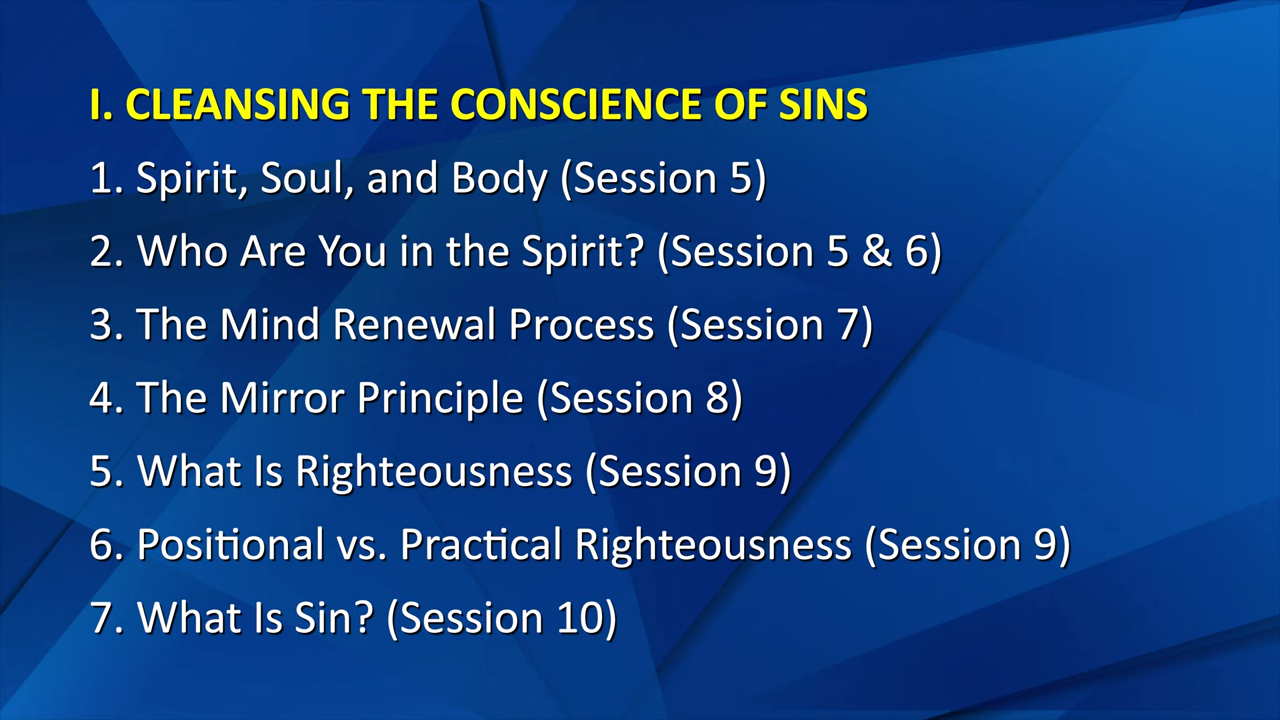 I. CLEANSING THE CONSCIENCE OF SINS
1. Spirit, Soul, and Body (Session 5)
2. Who Are You in the Spirit? (Session 5 & 6)
3. The Mind Renewal Process (Session 7)
4. The Mirror Principle (Session 8)
5. What Is Righteousness (Session 9)
6. Positional vs. Practical Righteousness (Session 9)
7. What Is Sin? (Session 10)